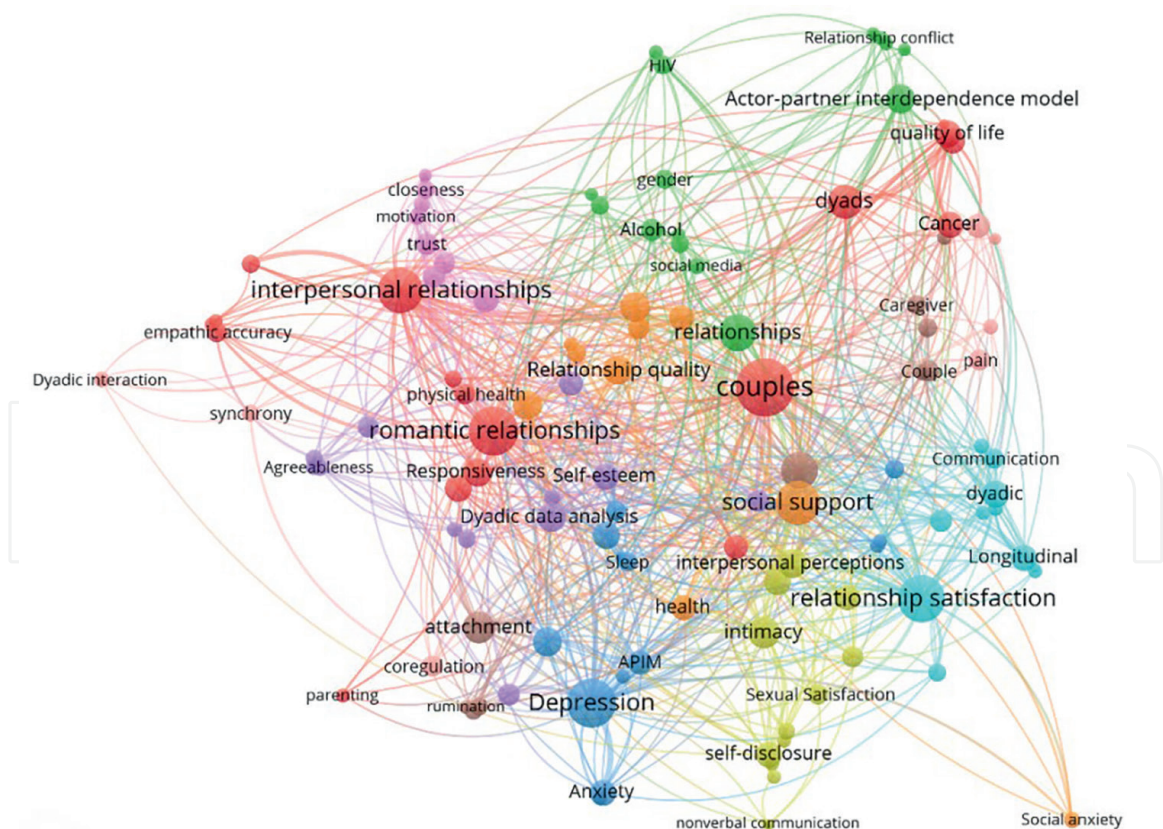 Relationship conflict
HIV
Actor-partner interdependence model
quality of life
gender
closeness
dyads
motivation
Cancer
Alcohol
trust
social media
interpersonal relationships
Caregiver
empathic accuracy
relationships
pain
Relationship quality
Couple
Dyadic interaction
couples
physical health
synchrony
romantic relationships
Communication
Agreeableness
Responsiveness
Self-esteem
dyadic
social support
Dyadic data analysis
Longitudinal
Sleep
interpersonal perceptions
relationship satisfaction
health
attachment
intimacy
APIM
coregulation
parenting
Sexual Satisfaction
Depression
rumination
self-disclosure
Anxiety
Social anxiety
nonverbal communication